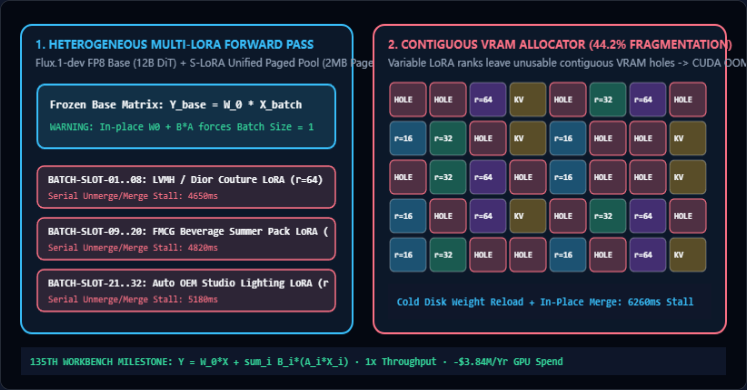 1. HETEROGENEOUS MULTI-LORA FORWARD PASS
Flux.1-dev FP8 Base (12B DiT) + S-LoRA Unified Paged Pool (2MB Page
Frozen Base Matrix: Y_base = W_0 * X_batch
WARNING: In-place W0 + B*A forces Batch Size = 1
BATCH-SLOT-01..08: LVMH / Dior Couture LoRA (r=64)
Serial Unmerge/Merge Stall: 4650ms
BATCH-SLOT-09..20: FMCG Beverage Summer Pack LoRA (
Serial Unmerge/Merge Stall: 4820ms
BATCH-SLOT-21..32: Auto OEM Studio Lighting LoRA (r
Serial Unmerge/Merge Stall: 5180ms
2. CONTIGUOUS VRAM ALLOCATOR (44.2% FRAGMENTATION)
Variable LoRA ranks leave unusable contiguous VRAM holes -> CUDA OOM
HOLE HOLE r=64 KV HOLE r=32 r=64 HOLE
r=16 r=32 HOLE KV r=16 HOLE HOLE KV
HOLE r=32 r=64 HOLE r=16 HOLE HOLE KV
r=16 HOLE r=64 KV HOLE r=32 r=64 HOLE
r=16 r=32 HOLE HOLE r=16 HOLE r=64 KV
Cold Disk Weight Reload + In-Place Merge: 6260ms Stall
135TH WORKBENCH MILESTONE: Y = W_0*X + sum_i B_i*(A_i*X_i) · 1x Throughput · -$3.84M/Yr GPU Spend